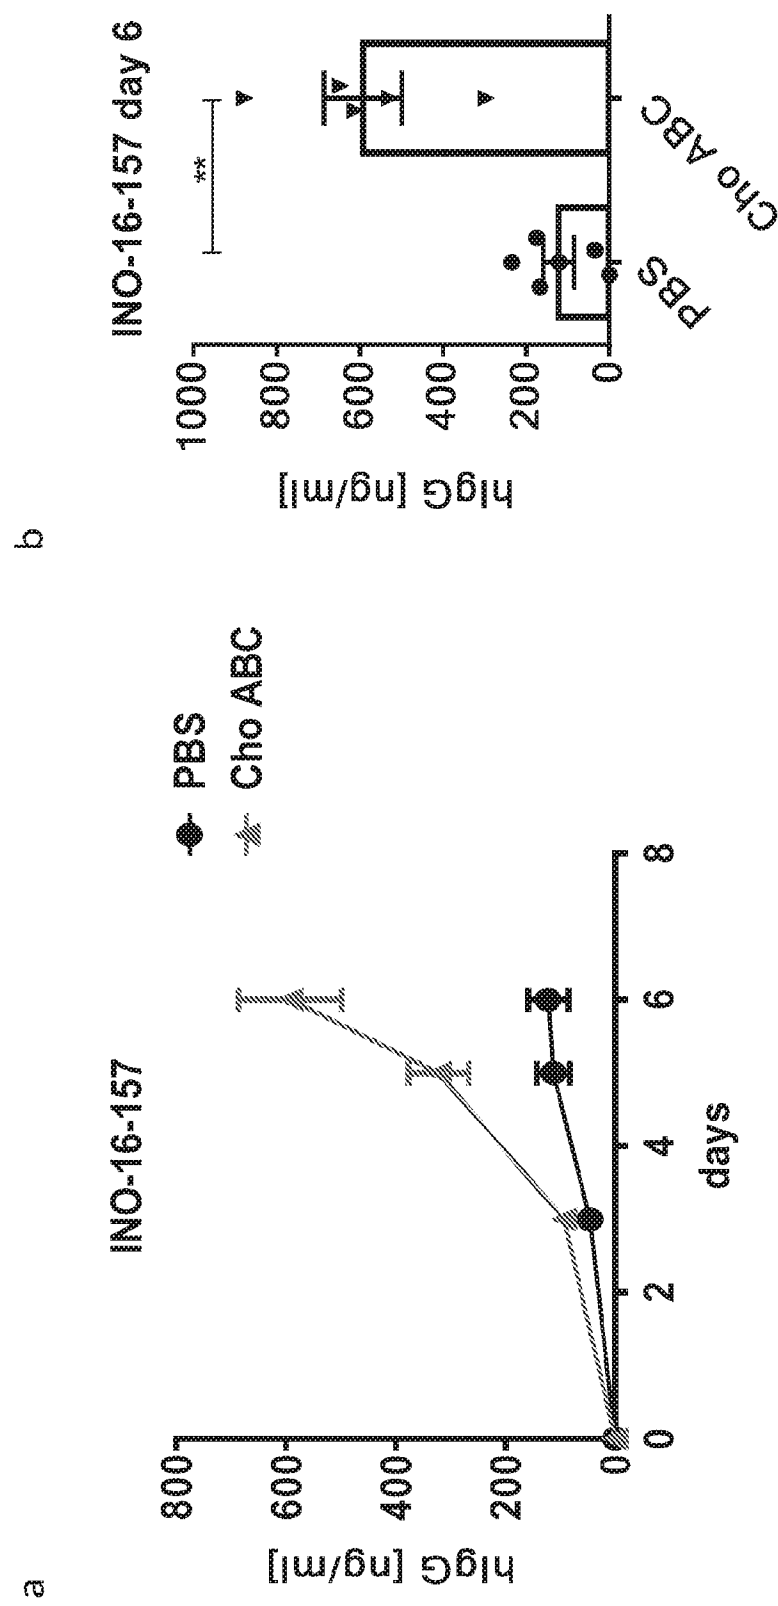 a
INO-16-157
hIgG [ng/ml]
800
600
400
200
0
0
2
4
6
8
days
PBS
Cho ABC
b
INO-16-157 day 6
**
hIgG [ng/ml]
1000
800
600
400
200
0
PBS
Cho ABC